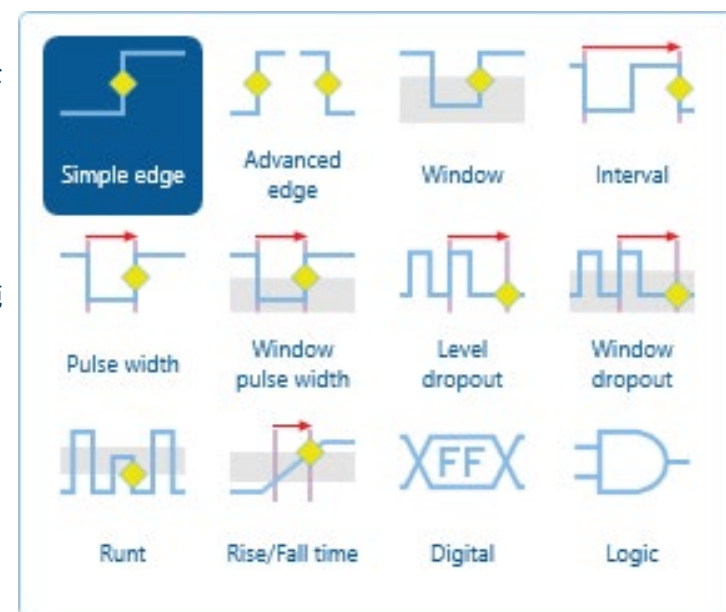 Simple edge
Advanced
edge
Window
Interval
Pulse width
Window
pulse width
Level
dropout
Window
dropout
FF
Runt
Rise/Fall time
Digital
Logic